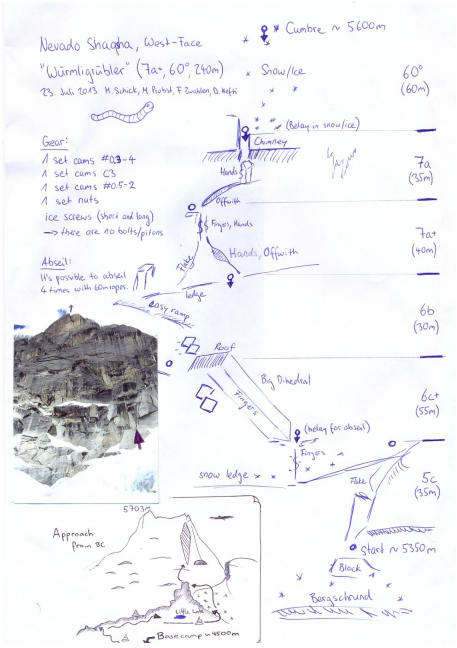 Nevado Shaqsha, West-Face
"Würmligrübler" (7a+, 60°, 240m)
23. Juli 2013 M. Schick, M. Probst, F. Zwahlen, D. Hefti
Cumbre ~ 5600m
Snow/Ice
60°
(60m)
(Belay in snow/ice)
Chimney
Hands
7a
(35m)
Offwith
Fingers, Hands
Flake
Hands, Offwith
7a+
(40m)
ledge
easy ramp
6b
(30m)
Roof
Big Dihedral
Fingers
6c+
(55m)
(belay for abseil)
Fingers
snow ledge
Flake
5c
(35m)
Start ~ 5350m
Block
Bergschrund
Gear:
1 set cams #0.3-4
1 set cams C3
1 set cams #0.5-2
1 set nuts
ice screws (short and long)
→ there are no bolts/pitons
Abseil:
It's possible to abseil
4 times with 60m ropes.
5703m
Approach
from BC
Little Lake
Basecamp ~ 4500m